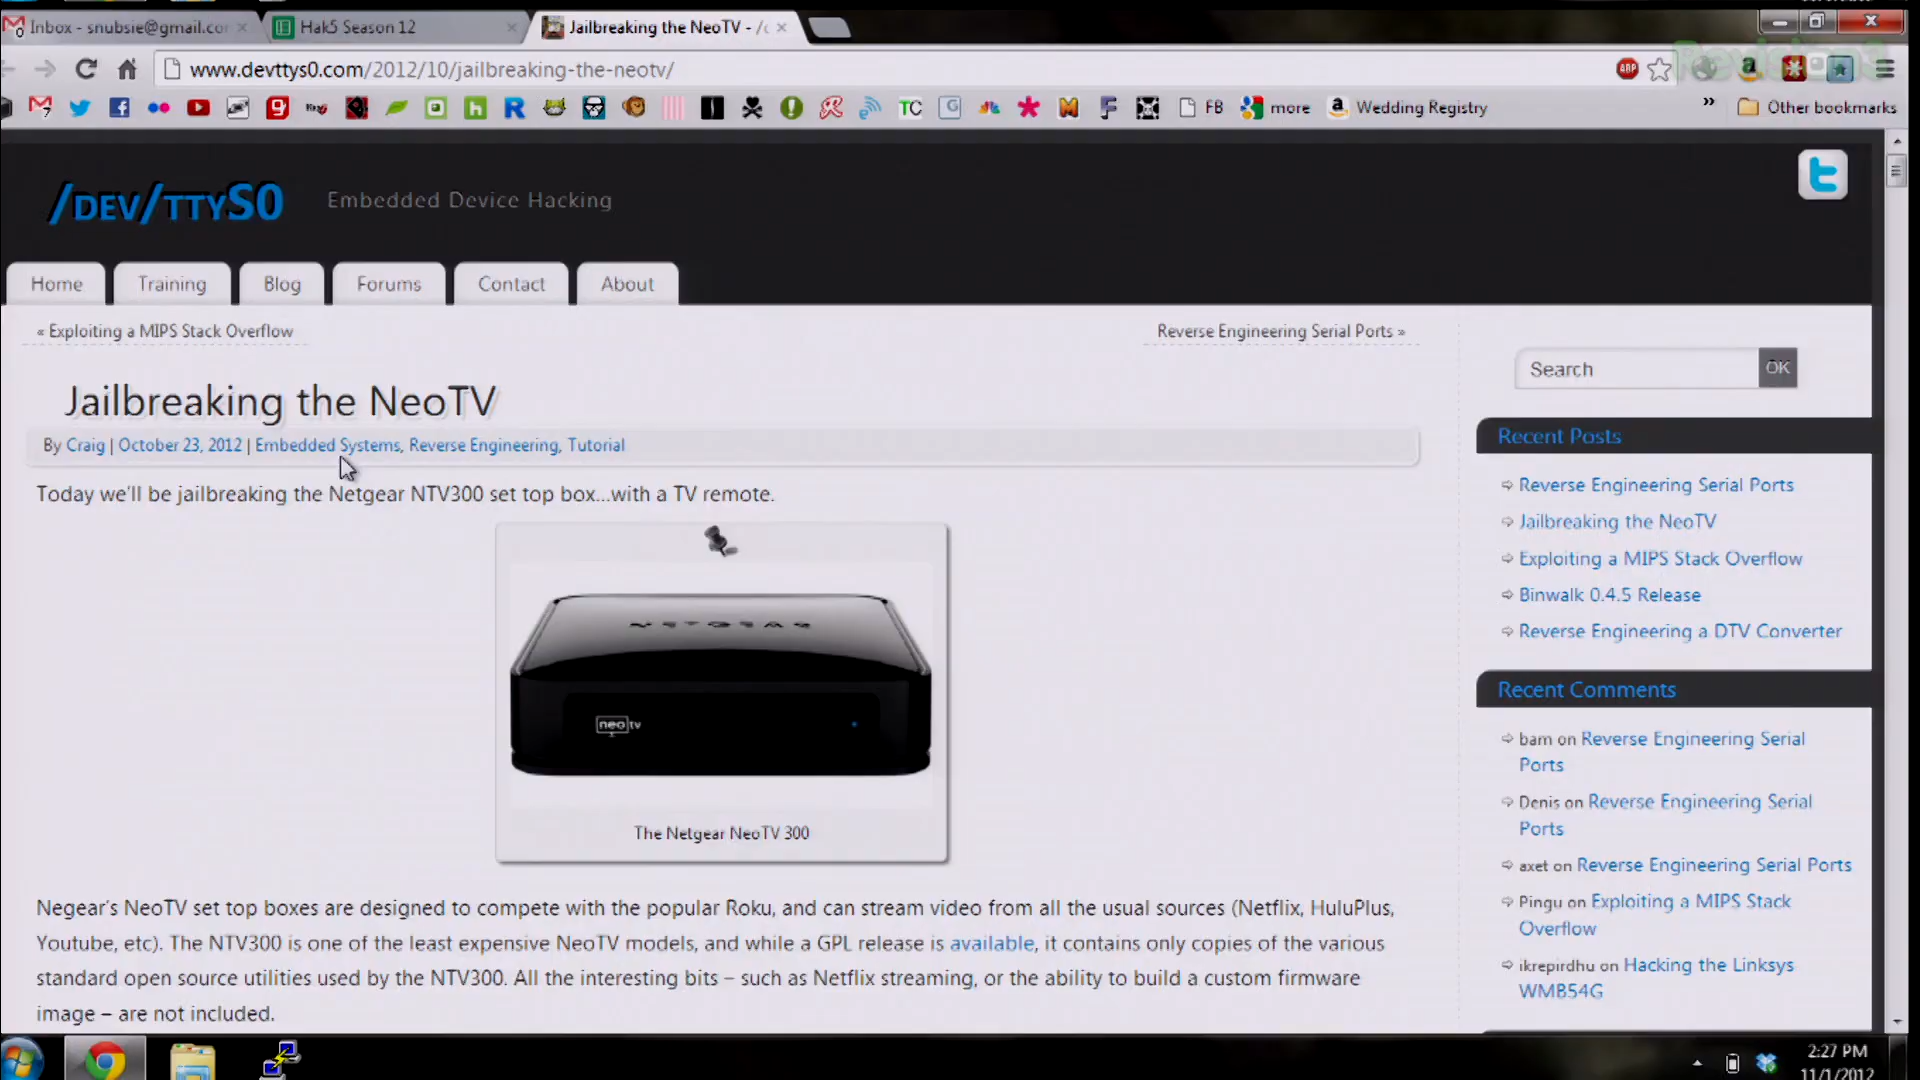 Inbox - snubsie@gmail.co
Hak5 Season 12
Jailbreaking the NeoTV - /
Revision3
www.devttys0.com/2012/10/jailbreaking-the-neotv/
ABP
TC
FB
more
Wedding Registry
»
Other bookmarks
/DEV/TTYS0
Embedded Device Hacking
Home
Training
Blog
Forums
Contact
About
« Exploiting a MIPS Stack Overflow
Reverse Engineering Serial Ports »
Search
OK
Jailbreaking the NeoTV
By Craig | October 23, 2012 | Embedded Systems, Reverse Engineering, Tutorial
Today we'll be jailbreaking the Netgear NTV300 set top box...with a TV remote.
NETGEAR
neo tv
The Netgear NeoTV 300
Negear's NeoTV set top boxes are designed to compete with the popular Roku, and can stream video from all the usual sources (Netflix, HuluPlus,
Youtube, etc). The NTV300 is one of the least expensive NeoTV models, and while a GPL release is available, it contains only copies of the various
standard open source utilities used by the NTV300. All the interesting bits – such as Netflix streaming, or the ability to build a custom firmware
image – are not included.
Recent Posts
Reverse Engineering Serial Ports
Jailbreaking the NeoTV
Exploiting a MIPS Stack Overflow
Binwalk 0.4.5 Release
Reverse Engineering a DTV Converter
Recent Comments
bam on Reverse Engineering Serial
Ports
Denis on Reverse Engineering Serial
Ports
axet on Reverse Engineering Serial Ports
Pingu on Exploiting a MIPS Stack
Overflow
ikrepirdhu on Hacking the Linksys
WMB54G
2:27 PM
11/1/2012